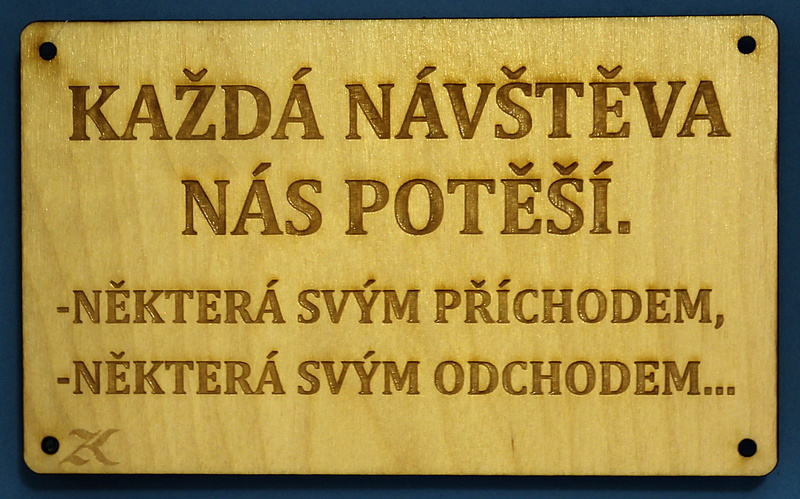 KAŽDÁ NÁVŠTĚVA
NÁS POTĚŠÍ.
-NĚKTERÁ SVÝM PŘÍCHODEM,
-NĚKTERÁ SVÝM ODCHODEM...